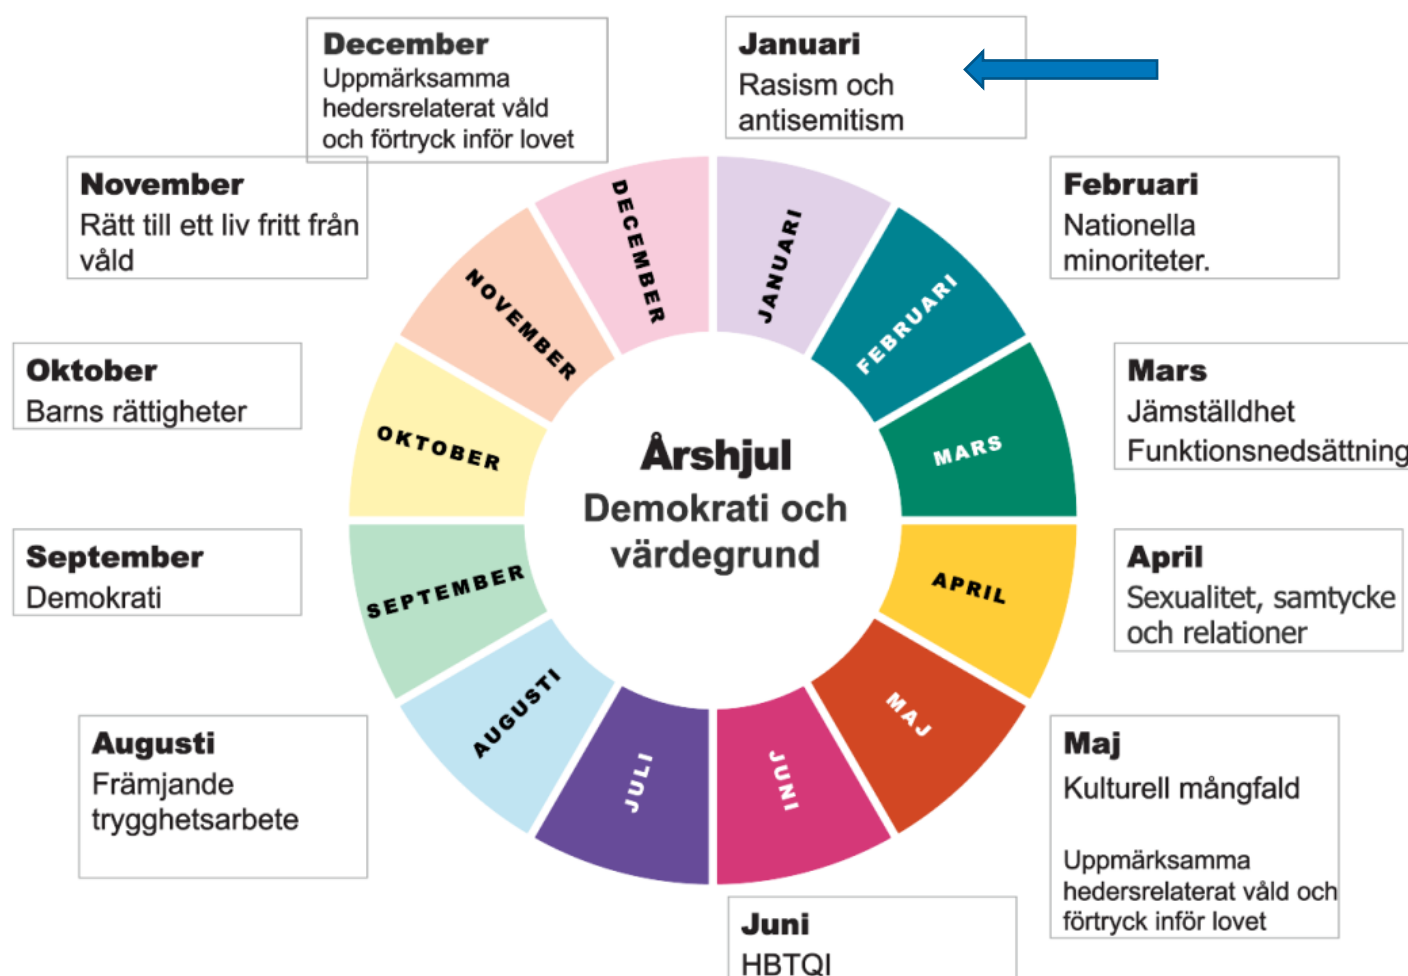 December
Uppmärksamma
hedersrelaterat våld
och förtryck inför lovet
Januari
Rasism och
antisemitism
November
Rätt till ett liv fritt från
våld
Februari
Nationella
minoriteter.
Oktober
Barns rättigheter
Mars
Jämställdhet
Funktionsnedsättning
September
Demokrati
April
Sexualitet, samtycke
och relationer
Augusti
Främjande
trygghetsarbete
Maj
Kulturell mångfald
Uppmärksamma
hedersrelaterat våld och
förtryck inför lovet
Juni
HBTQI
Årshjul
Demokrati och
värdegrund
JANUARI
FEBRUARI
MARS
APRIL
MAJ
JUNI
JULI
AUGUSTI
SEPTEMBER
OKTOBER
NOVEMBER
DECEMBER